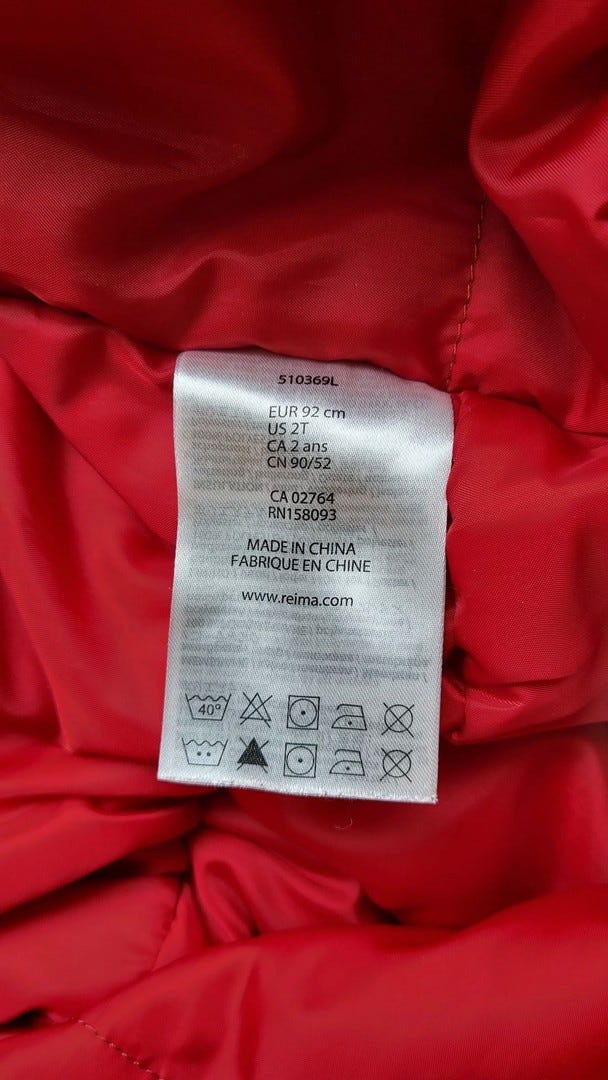 510369L
EUR 92 cm
US 2T
CA 2 ans
CN 90/52
CA 02764
RN158093
MADE IN CHINA
FABRIQUE EN CHINE
www.reima.com
40°